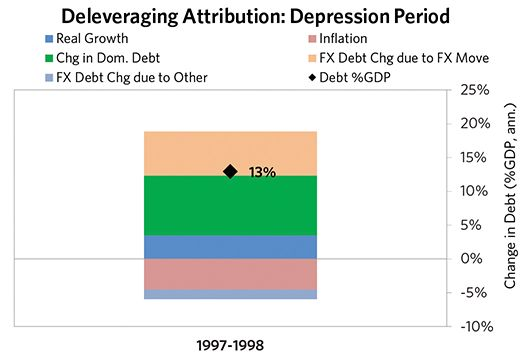 Deleveraging Attribution: Depression Period
Real Growth
Inflation
Chg in Dom. Debt
FX Debt Chg due to FX Move
FX Debt Chg due to Other
Debt %GDP
25%
20%
15%
10%
5%
0%
-5%
-10%
Change in Debt (%GDP, ann.)
13%
1997-1998